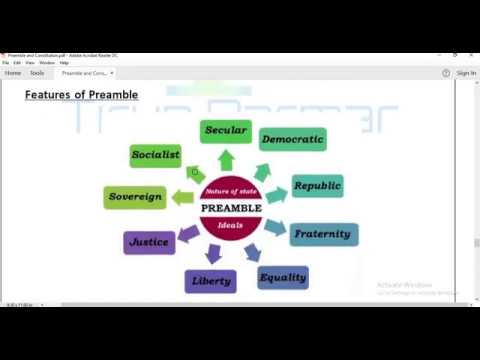 Preamble and Constitution.pdf - Adobe Acrobat Reader DC
File Edit View Window Help
Home Tools Preamble and Cons... × Sign In
Features of Preamble
Secular
Democratic
Socialist
Republic
Sovereign
Nature of state
PREAMBLE
Ideals
Fraternity
Justice
Liberty
Equality
Activate Windows